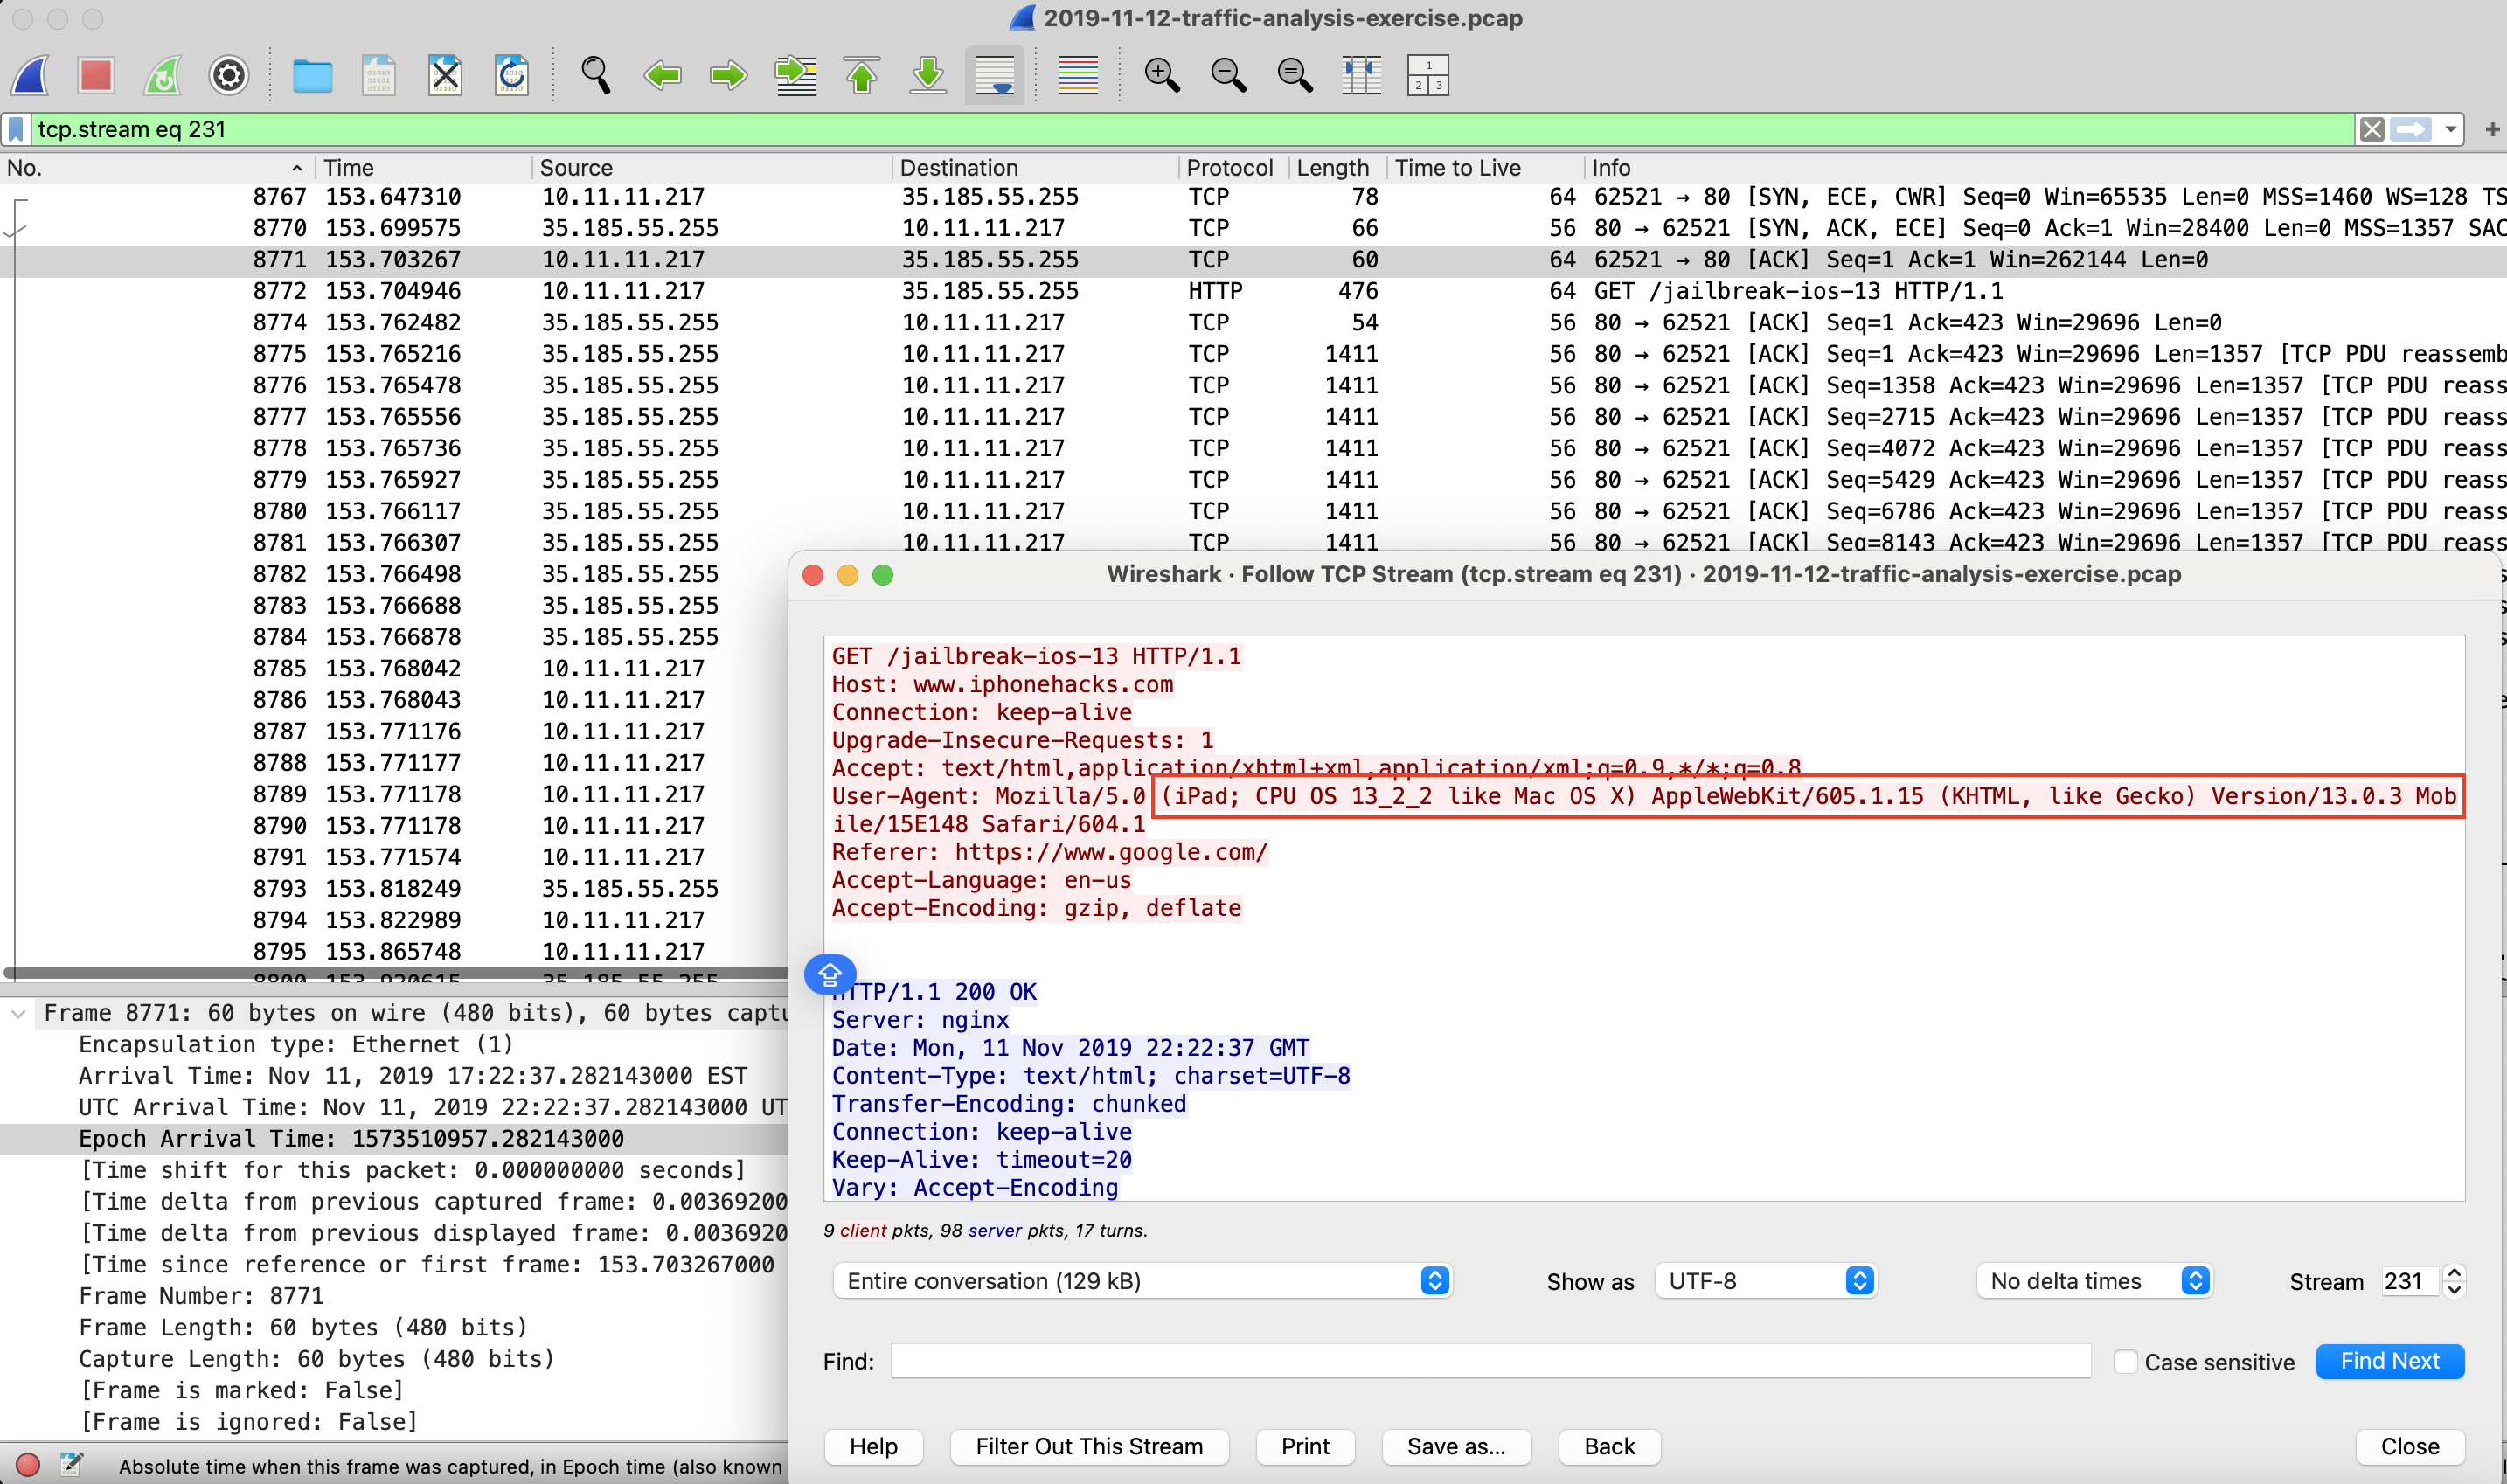 2019-11-12-traffic-analysis-exercise.pcap
1
2 3
tcp.stream eq 231
No. Time Source Destination Protocol Length Time to Live Info
8767 153.647310 10.11.11.217 35.185.55.255 TCP 78 64 62521 → 80 [SYN, ECE, CWR] Seq=0 Win=65535 Len=0 MSS=1460 WS=128 TS
8770 153.699575 35.185.55.255 10.11.11.217 TCP 66 56 80 → 62521 [SYN, ACK, ECE] Seq=0 Ack=1 Win=28400 Len=0 MSS=1357 SAC
8771 153.703267 10.11.11.217 35.185.55.255 TCP 60 64 62521 → 80 [ACK] Seq=1 Ack=1 Win=262144 Len=0
8772 153.704946 10.11.11.217 35.185.55.255 HTTP 476 64 GET /jailbreak-ios-13 HTTP/1.1
8774 153.762482 35.185.55.255 10.11.11.217 TCP 54 56 80 → 62521 [ACK] Seq=1 Ack=423 Win=29696 Len=0
8775 153.765216 35.185.55.255 10.11.11.217 TCP 1411 56 80 → 62521 [ACK] Seq=1 Ack=423 Win=29696 Len=1357 [TCP PDU reassemb
8776 153.765478 35.185.55.255 10.11.11.217 TCP 1411 56 80 → 62521 [ACK] Seq=1358 Ack=423 Win=29696 Len=1357 [TCP PDU reass
8777 153.765556 35.185.55.255 10.11.11.217 TCP 1411 56 80 → 62521 [ACK] Seq=2715 Ack=423 Win=29696 Len=1357 [TCP PDU reass
8778 153.765736 35.185.55.255 10.11.11.217 TCP 1411 56 80 → 62521 [ACK] Seq=4072 Ack=423 Win=29696 Len=1357 [TCP PDU reass
8779 153.765927 35.185.55.255 10.11.11.217 TCP 1411 56 80 → 62521 [ACK] Seq=5429 Ack=423 Win=29696 Len=1357 [TCP PDU reass
8780 153.766117 35.185.55.255 10.11.11.217 TCP 1411 56 80 → 62521 [ACK] Seq=6786 Ack=423 Win=29696 Len=1357 [TCP PDU reass
8781 153.766307 35.185.55.255 10.11.11.217 TCP 1411 56 80 → 62521 [ACK] Seq=8143 Ack=423 Win=29696 Len=1357 [TCP PDU reass
8782 153.766498 35.185.55.255
8783 153.766688 35.185.55.255
8784 153.766878 35.185.55.255
8785 153.768042 10.11.11.217
8786 153.768043 10.11.11.217
8787 153.771176 10.11.11.217
8788 153.771177 10.11.11.217
8789 153.771178 10.11.11.217
8790 153.771178 10.11.11.217
8791 153.771574 10.11.11.217
8793 153.818249 35.185.55.255
8794 153.822989 10.11.11.217
8795 153.865748 10.11.11.217
8800 153.920615 35.185.55.255
Frame 8771: 60 bytes on wire (480 bits), 60 bytes captu
Encapsulation type: Ethernet (1)
Arrival Time: Nov 11, 2019 17:22:37.282143000 EST
UTC Arrival Time: Nov 11, 2019 22:22:37.282143000 UT
Epoch Arrival Time: 1573510957.282143000
[Time shift for this packet: 0.000000000 seconds]
[Time delta from previous captured frame: 0.00369200
[Time delta from previous displayed frame: 0.0036920
[Time since reference or first frame: 153.703267000
Frame Number: 8771
Frame Length: 60 bytes (480 bits)
Capture Length: 60 bytes (480 bits)
[Frame is marked: False]
[Frame is ignored: False]
Absolute time when this frame was captured, in Epoch time (also known
Wireshark · Follow TCP Stream (tcp.stream eq 231) · 2019-11-12-traffic-analysis-exercise.pcap
GET /jailbreak-ios-13 HTTP/1.1
Host: www.iphonehacks.com
Connection: keep-alive
Upgrade-Insecure-Requests: 1
Accept: text/html,application/xhtml+xml,application/xml;q=0.9,*/*;q=0.8
User-Agent: Mozilla/5.0 (iPad; CPU OS 13_2_2 like Mac OS X) AppleWebKit/605.1.15 (KHTML, like Gecko) Version/13.0.3 Mob
ile/15E148 Safari/604.1
Referer: https://www.google.com/
Accept-Language: en-us
Accept-Encoding: gzip, deflate
HTTP/1.1 200 OK
Server: nginx
Date: Mon, 11 Nov 2019 22:22:37 GMT
Content-Type: text/html; charset=UTF-8
Transfer-Encoding: chunked
Connection: keep-alive
Keep-Alive: timeout=20
Vary: Accept-Encoding
9 client pkts, 98 server pkts, 17 turns.
Entire conversation (129 kB) Show as UTF-8 No delta times Stream 231
Find: Case sensitive Find Next
Help Filter Out This Stream Print Save as... Back Close